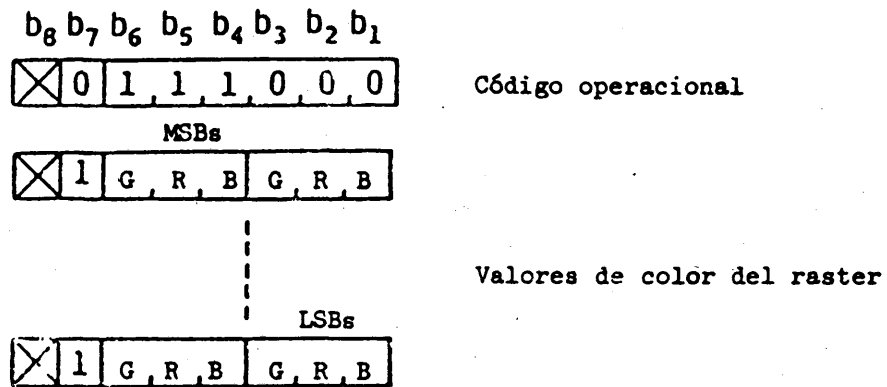 b8 b7 b6 b5 b4 b3 b2 b1
0 1 1 1 0 0 0 Código operacional
MSBs
1 G R B G R B
Valores de color del raster
LSBs
1 G R B G R B